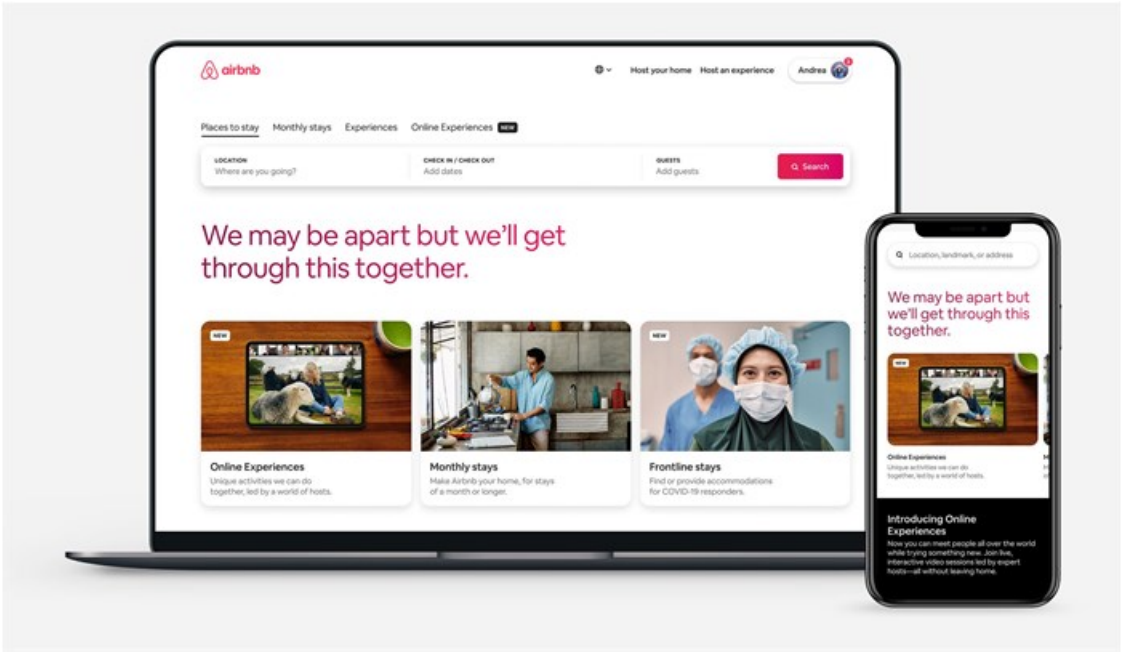 airbnb
Host your home Host an experience Andrea
Places to stay Monthly stays Experiences Online Experiences NEW
LOCATION CHECK IN / CHECK OUT GUESTS
Where are you going? Add dates Add guests Search
We may be apart but we'll get
through this together.
NEW NEW
Online Experiences Monthly stays Frontline stays
Unique activities we can do Make Airbnb your home, for stays Find or provide accommodations
together, led by a world of hosts. of a month or longer. for COVID-19 responders.
Location, landmark, or address
We may be apart but
we'll get through this
together.
NEW
Online Experiences
Unique activities we can do
together, led by a world of hosts.
Introducing Online
Experiences
Now you can meet people all over the world
while trying something new. Join live,
interactive video sessions led by expert
hosts—all without leaving home.